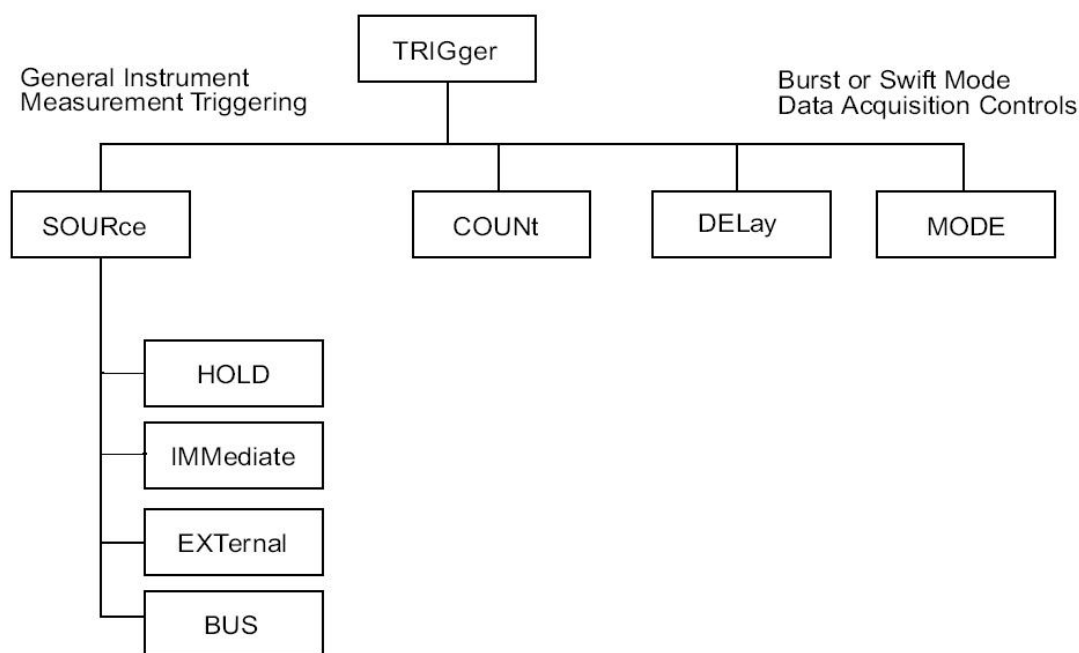 TRIGger
General Instrument
Measurement Triggering
Burst or Swift Mode
Data Acquisition Controls
SOURce
COUNt
DELay
MODE
HOLD
IMMediate
EXTernal
BUS